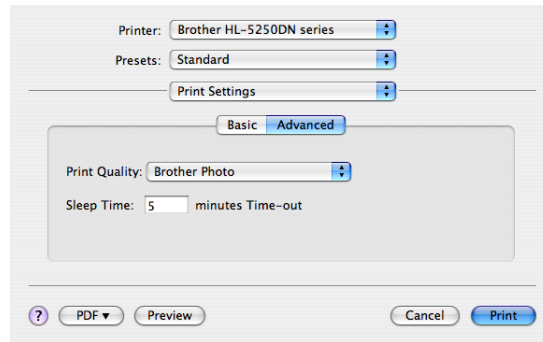 Printer: Brother HL-5250DN series
Presets: Standard
Print Settings
Basic Advanced
Print Quality: Brother Photo
Sleep Time: 5 minutes Time-out
? PDF▼ Preview Cancel Print